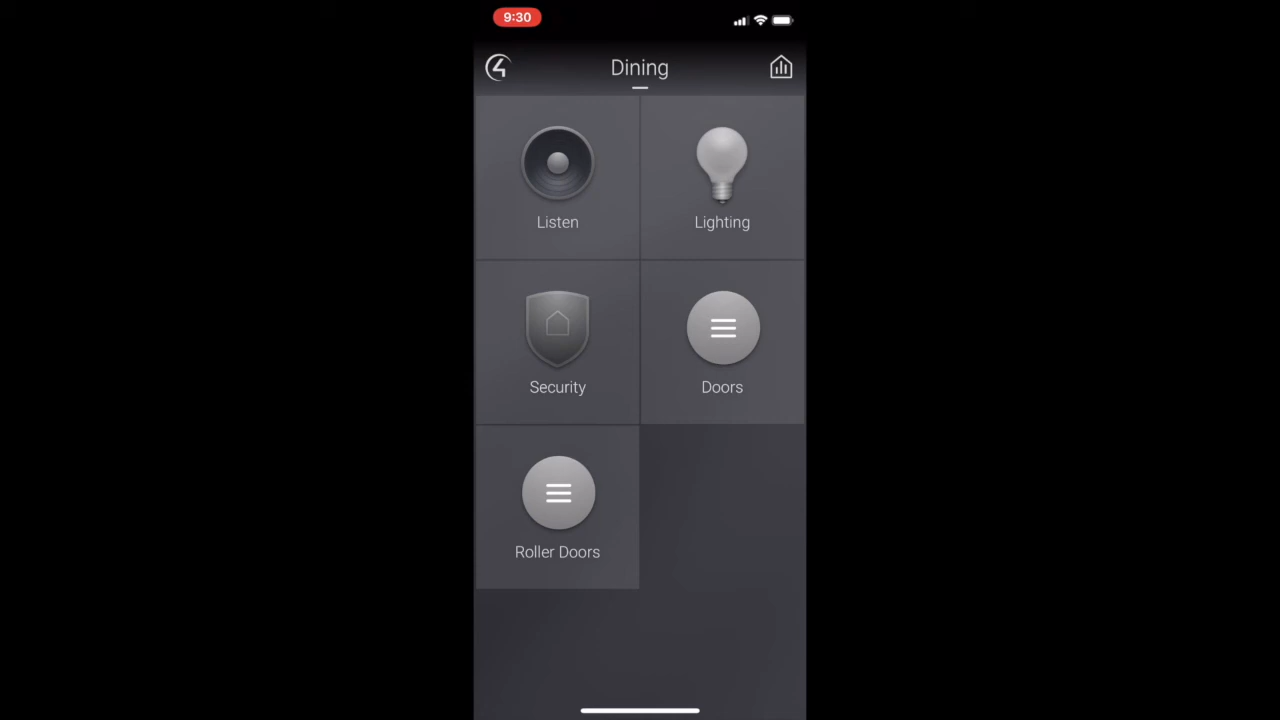 9:30
Dining
Listen
Lighting
Security
Doors
Roller Doors